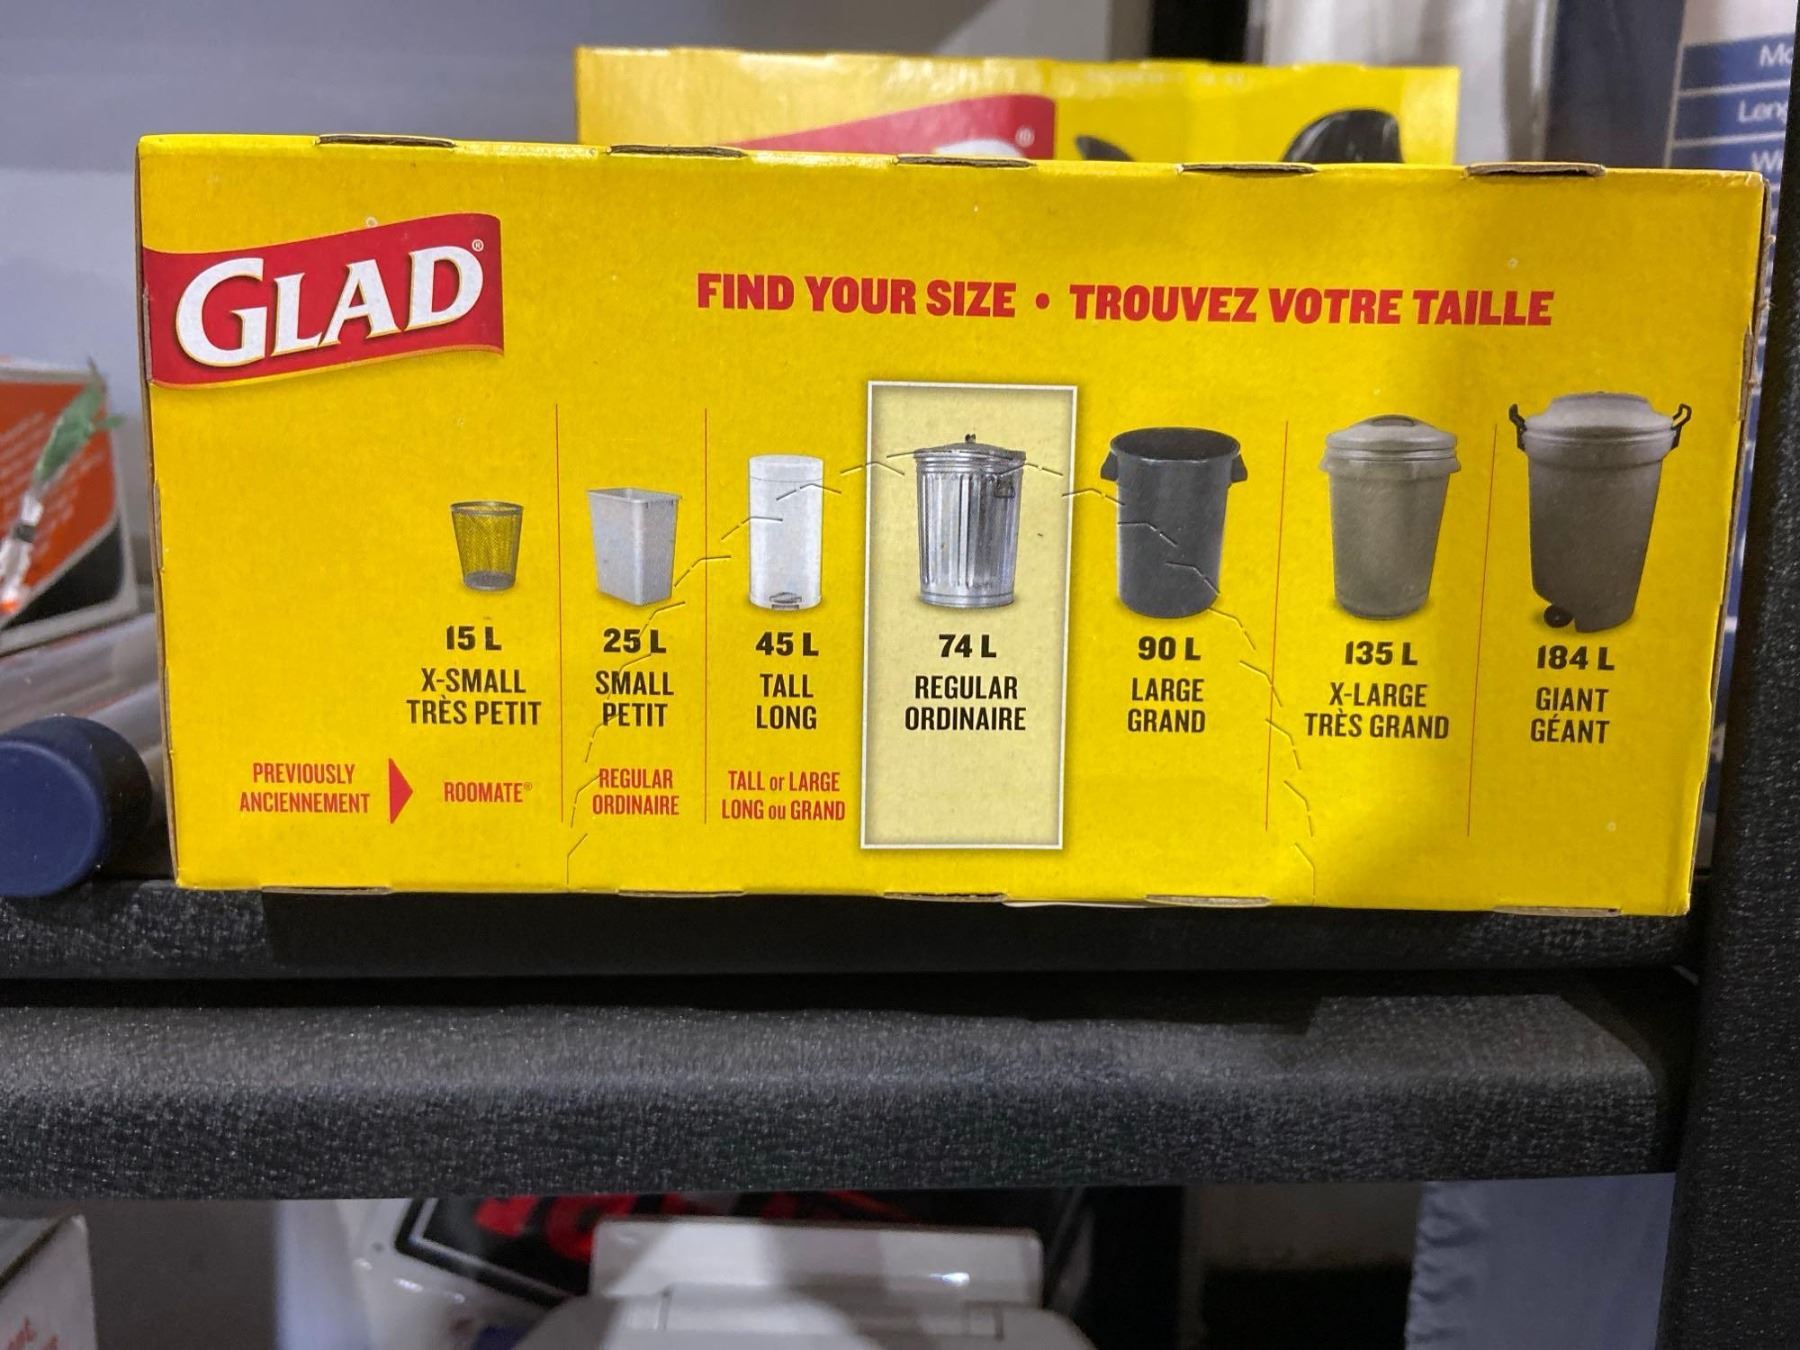 Mo
Len
GLAD®
FIND YOUR SIZE • TROUVEZ VOTRE TAILLE
15 L
X-SMALL
TRÈS PETIT
25 L
SMALL
PETIT
45 L
TALL
LONG
74 L
REGULAR
ORDINAIRE
90 L
LARGE
GRAND
135 L
X-LARGE
TRÈS GRAND
184 L
GIANT
GÉANT
PREVIOUSLY
ANCIENNEMENT
ROOMATE®
REGULAR
ORDINAIRE
TALL or LARGE
LONG ou GRAND